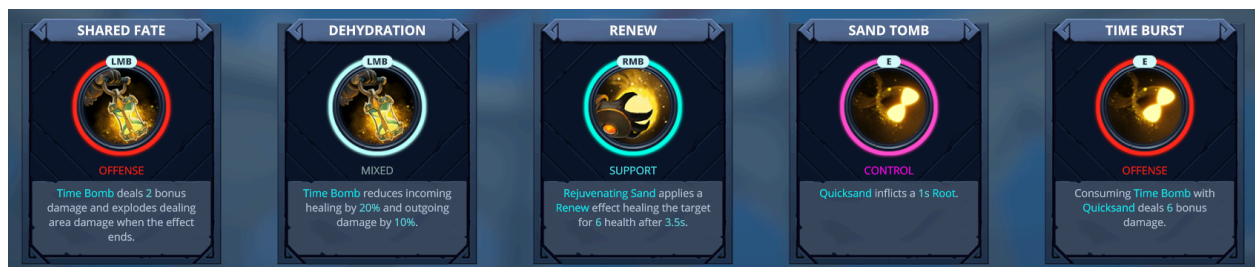 SHARED FATE
LMB
OFFENSE
Time Bomb deals 2 bonus
damage and explodes dealing
area damage when the effect
ends.
DEHYDRATION
LMB
MIXED
Time Bomb reduces incoming
healing by 20% and outgoing
damage by 10%.
RENEW
RMB
SUPPORT
Rejuvenating Sand applies a
Renew effect healing the target
for 6 health after 3.5s.
SAND TOMB
E
CONTROL
Quicksand inflicts a 1s Root.
TIME BURST
E
OFFENSE
Consuming Time Bomb with
Quicksand deals 6 bonus
damage.